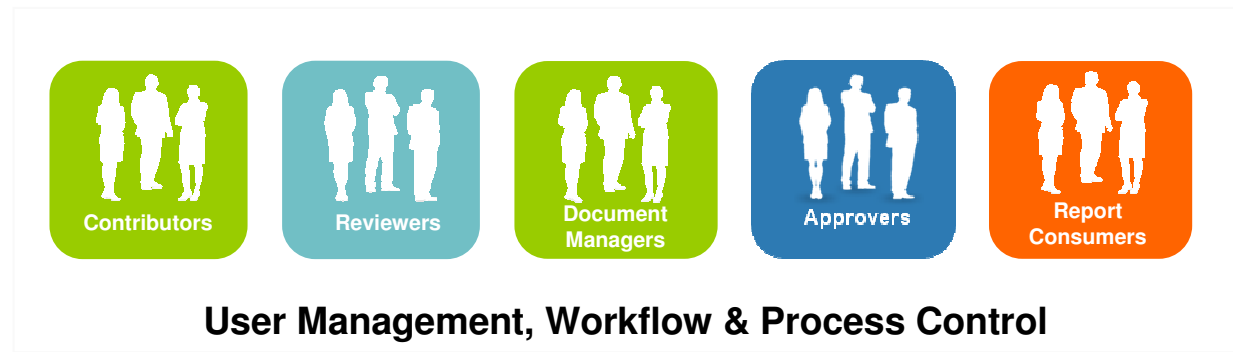 Contributors
Reviewers
Document
Managers
Approvers
Report
Consumers
User Management, Workflow & Process Control